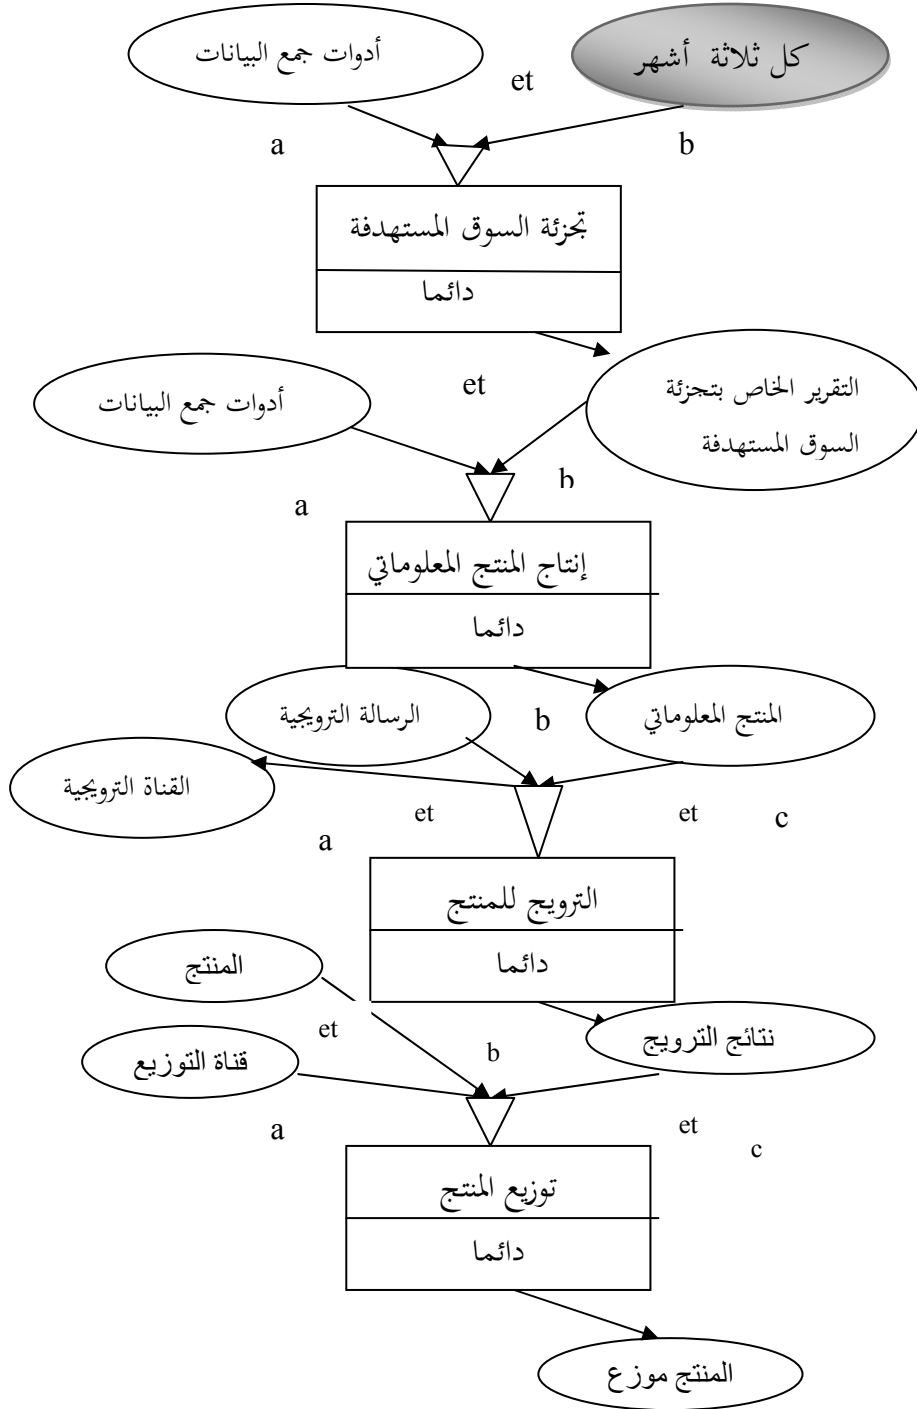 كل ثلاثة أشهر
أدوات جمع البيانات
et
a
b
تجزئة السوق المستهدفة
دائما
التقرير الخاص بتجزئة
السوق المستهدفة
et
أدوات جمع البيانات
b
a
إنتاج المنتج المعلوماتي
دائما
المنتج المعلوماتي
b
الرسالة الترويجية
القناة الترويجية
et
et
c
a
الترويج للمنتج
دائما
المنتج
نتائج الترويج
et
b
قناة التوزيع
a
et
c
توزيع المنتج
دائما
المنتج موزع